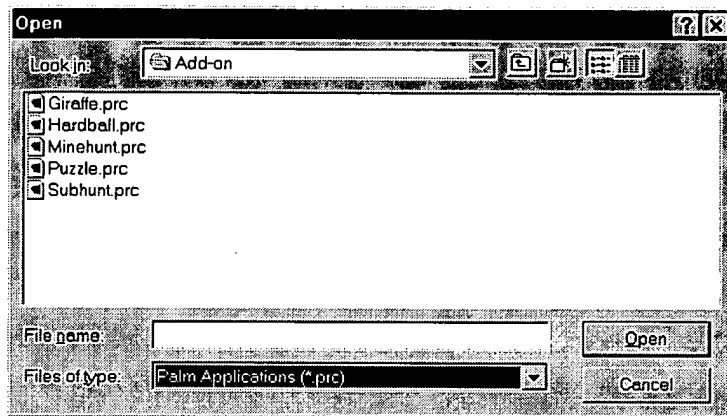 Open
Look in: Add-on
Giraffe.prc
Hardball.prc
Minehunt.prc
Puzzle.prc
Subhunt.prc
File name: Open
Files of type: Palm Applications (*.prc) Cancel